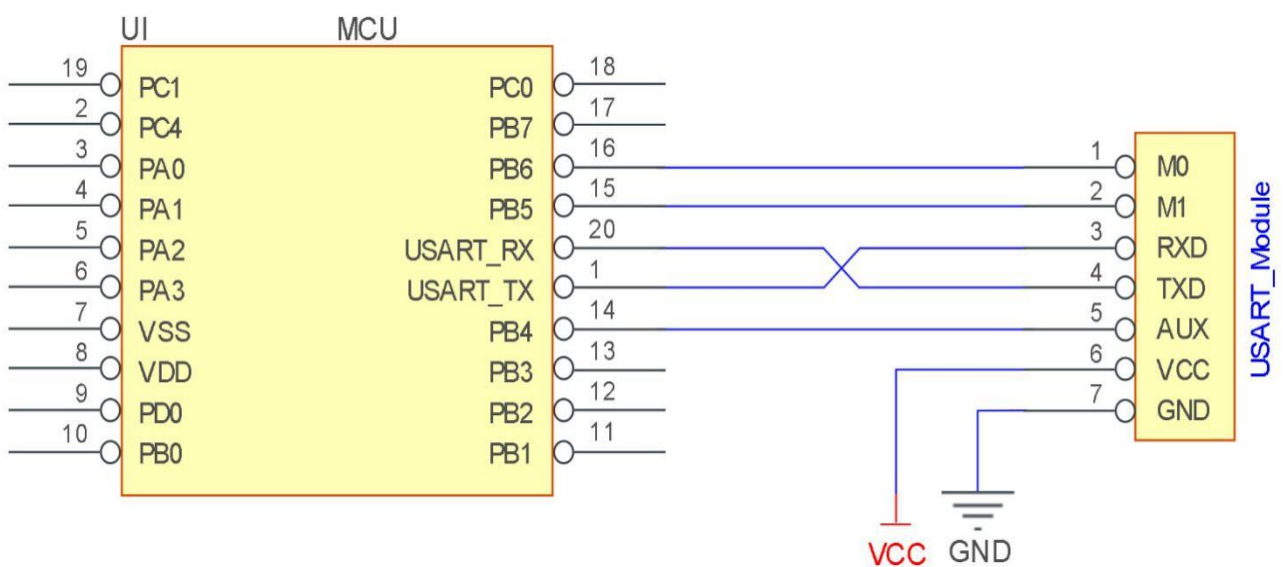 UI MCU
19 PC1 PC0 18
2 PC4 PB7 17
3 PA0 PB6 16 1 M0
4 PA1 PB5 15 2 M1
5 PA2 USART_RX 20 3 RXD
6 PA3 USART_TX 1 4 TXD
7 VSS PB4 14 5 AUX
8 VDD PB3 13 6 VCC
9 PD0 PB2 12 7 GND
10 PB0 PB1 11
USART_Module
VCC GND